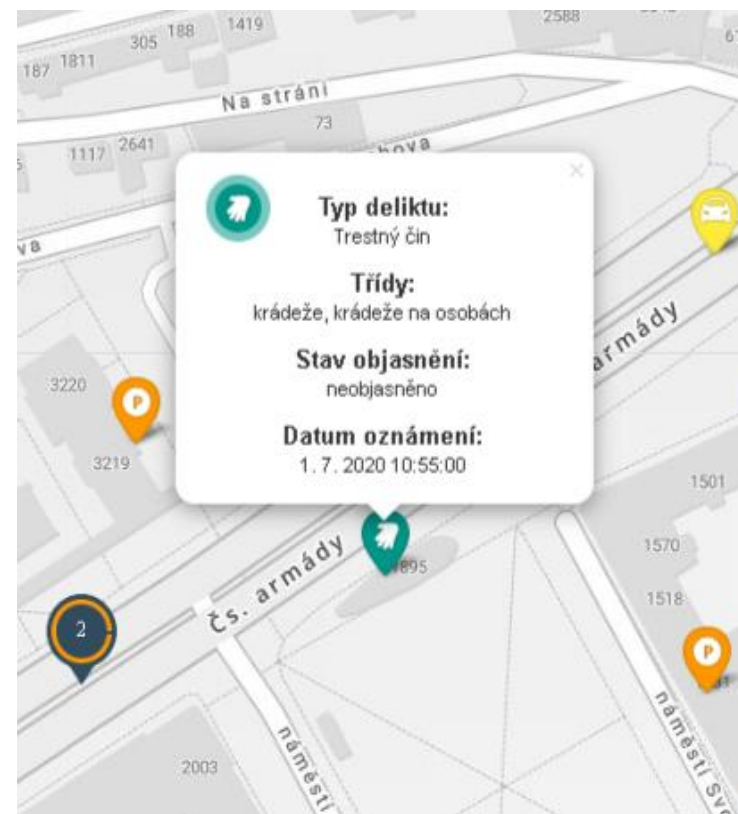 2588
1419
188
305
1811
187
Na stráni
73
2641
1117
hova
va
Typ deliktu:
Trestný čin
Třídy:
krádeže, krádeže na osobách
Stav objasnění:
neobjasněno
Datum oznámení:
1. 7. 2020 10:55:00
armády
3220
P
3219
1501
Čs. armády
1895
1570
1518
2
P
náměstí
náměstí Svo
2003